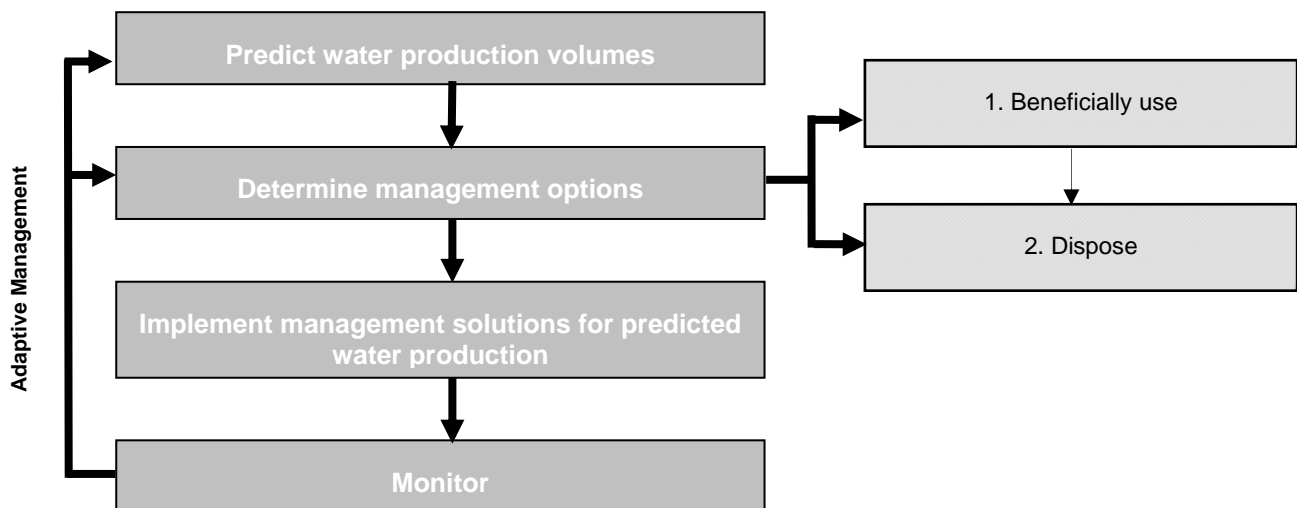 Predict water production volumes
1. Beneficially use
Determine management options
2. Dispose
Implement management solutions for predicted
water production
Monitor
Adaptive Management